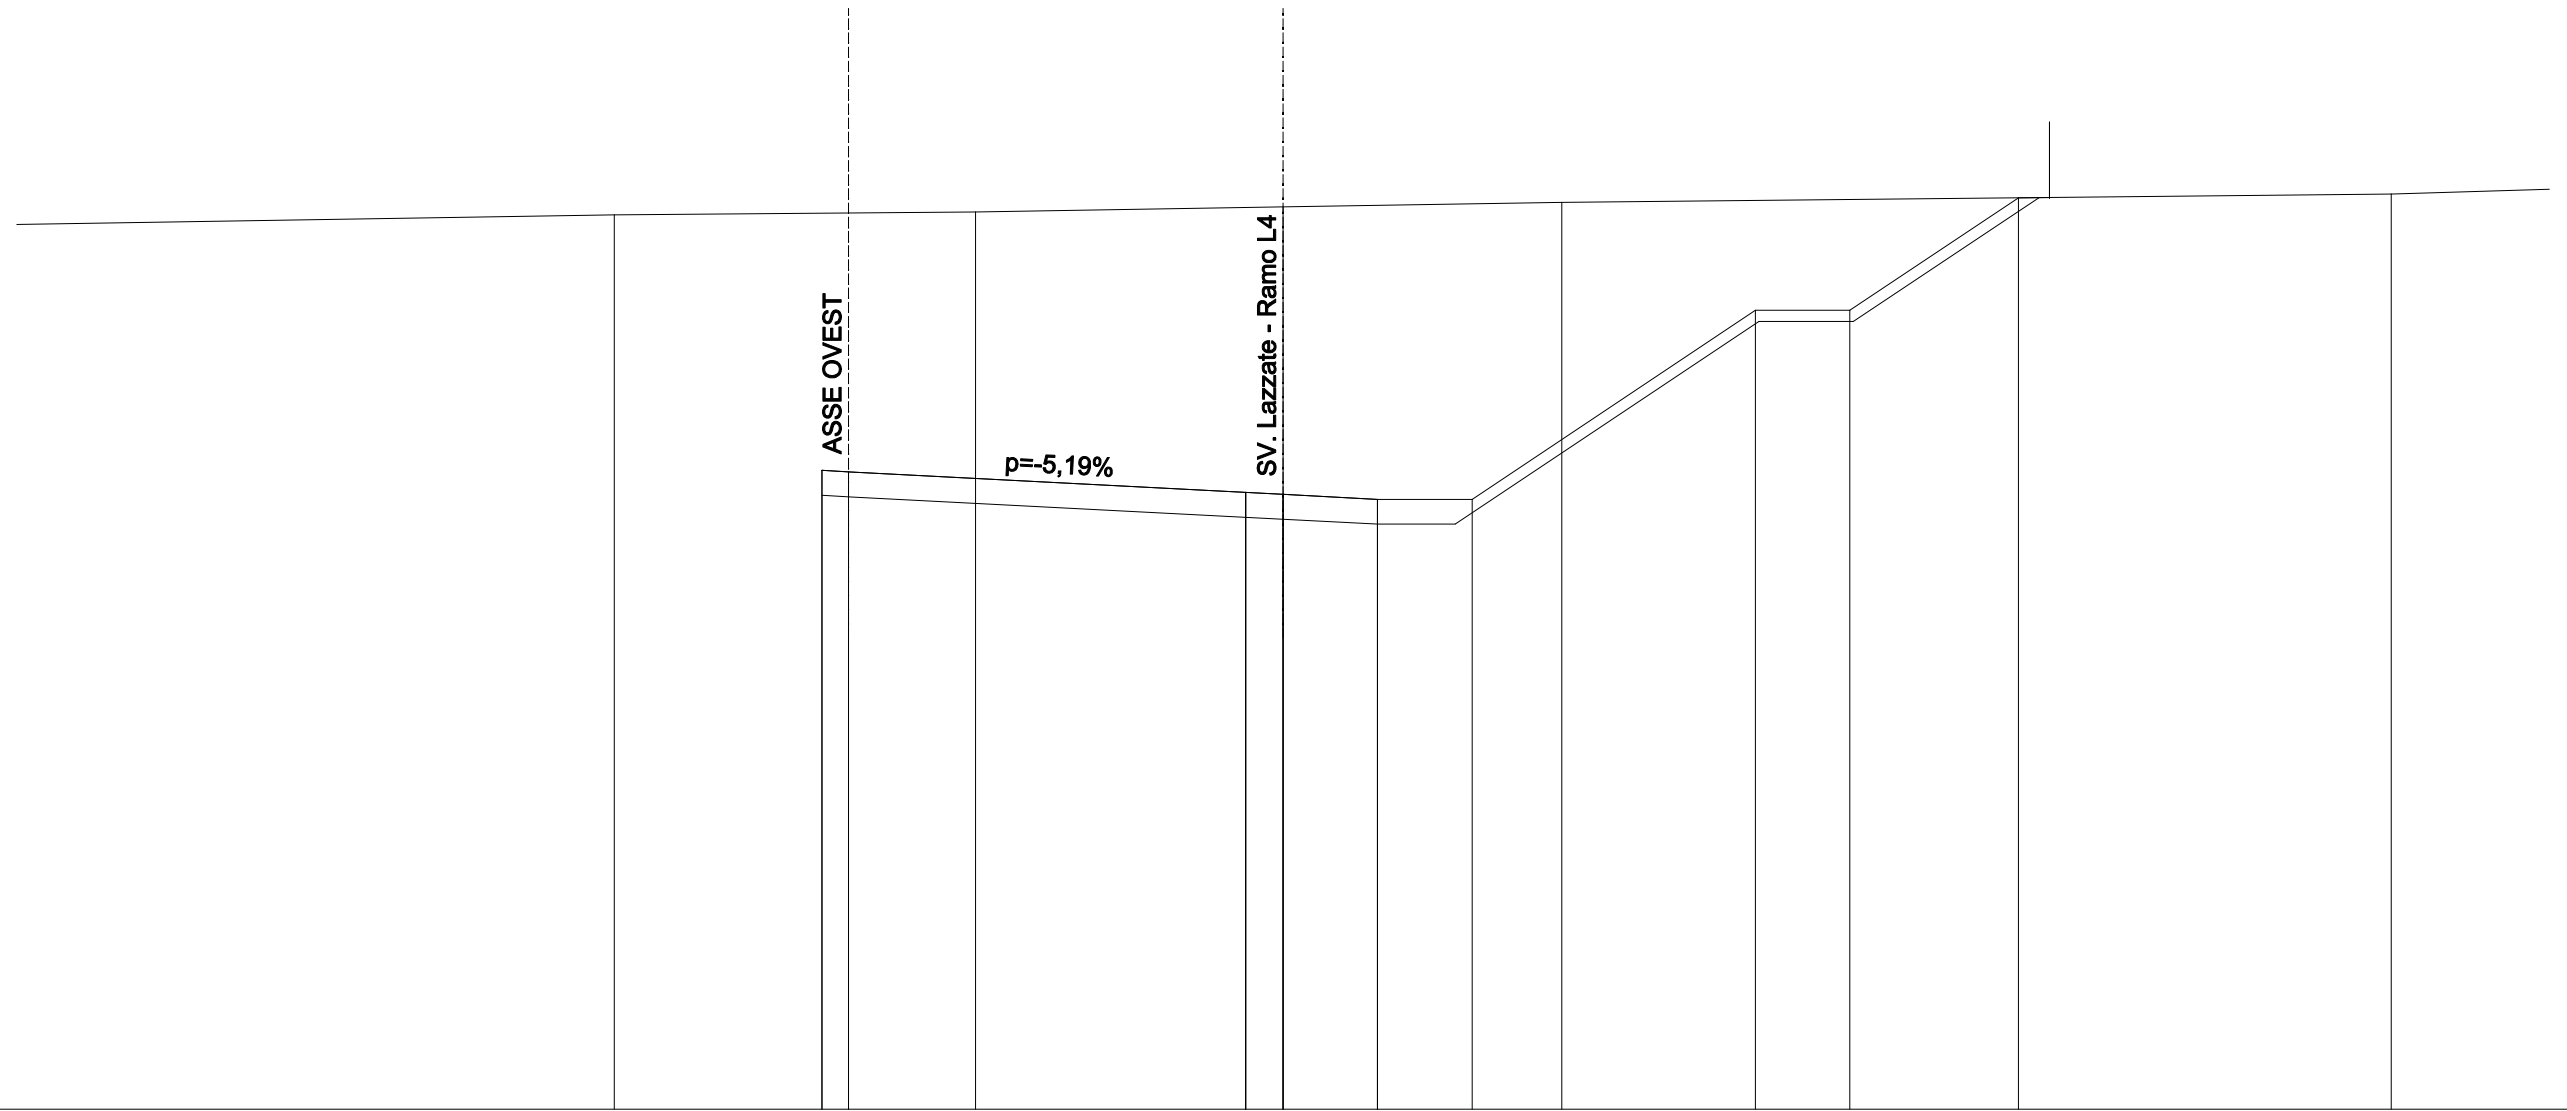 ASSE OVEST
SV. Lazzate - Ramo L4
p=-5,19%